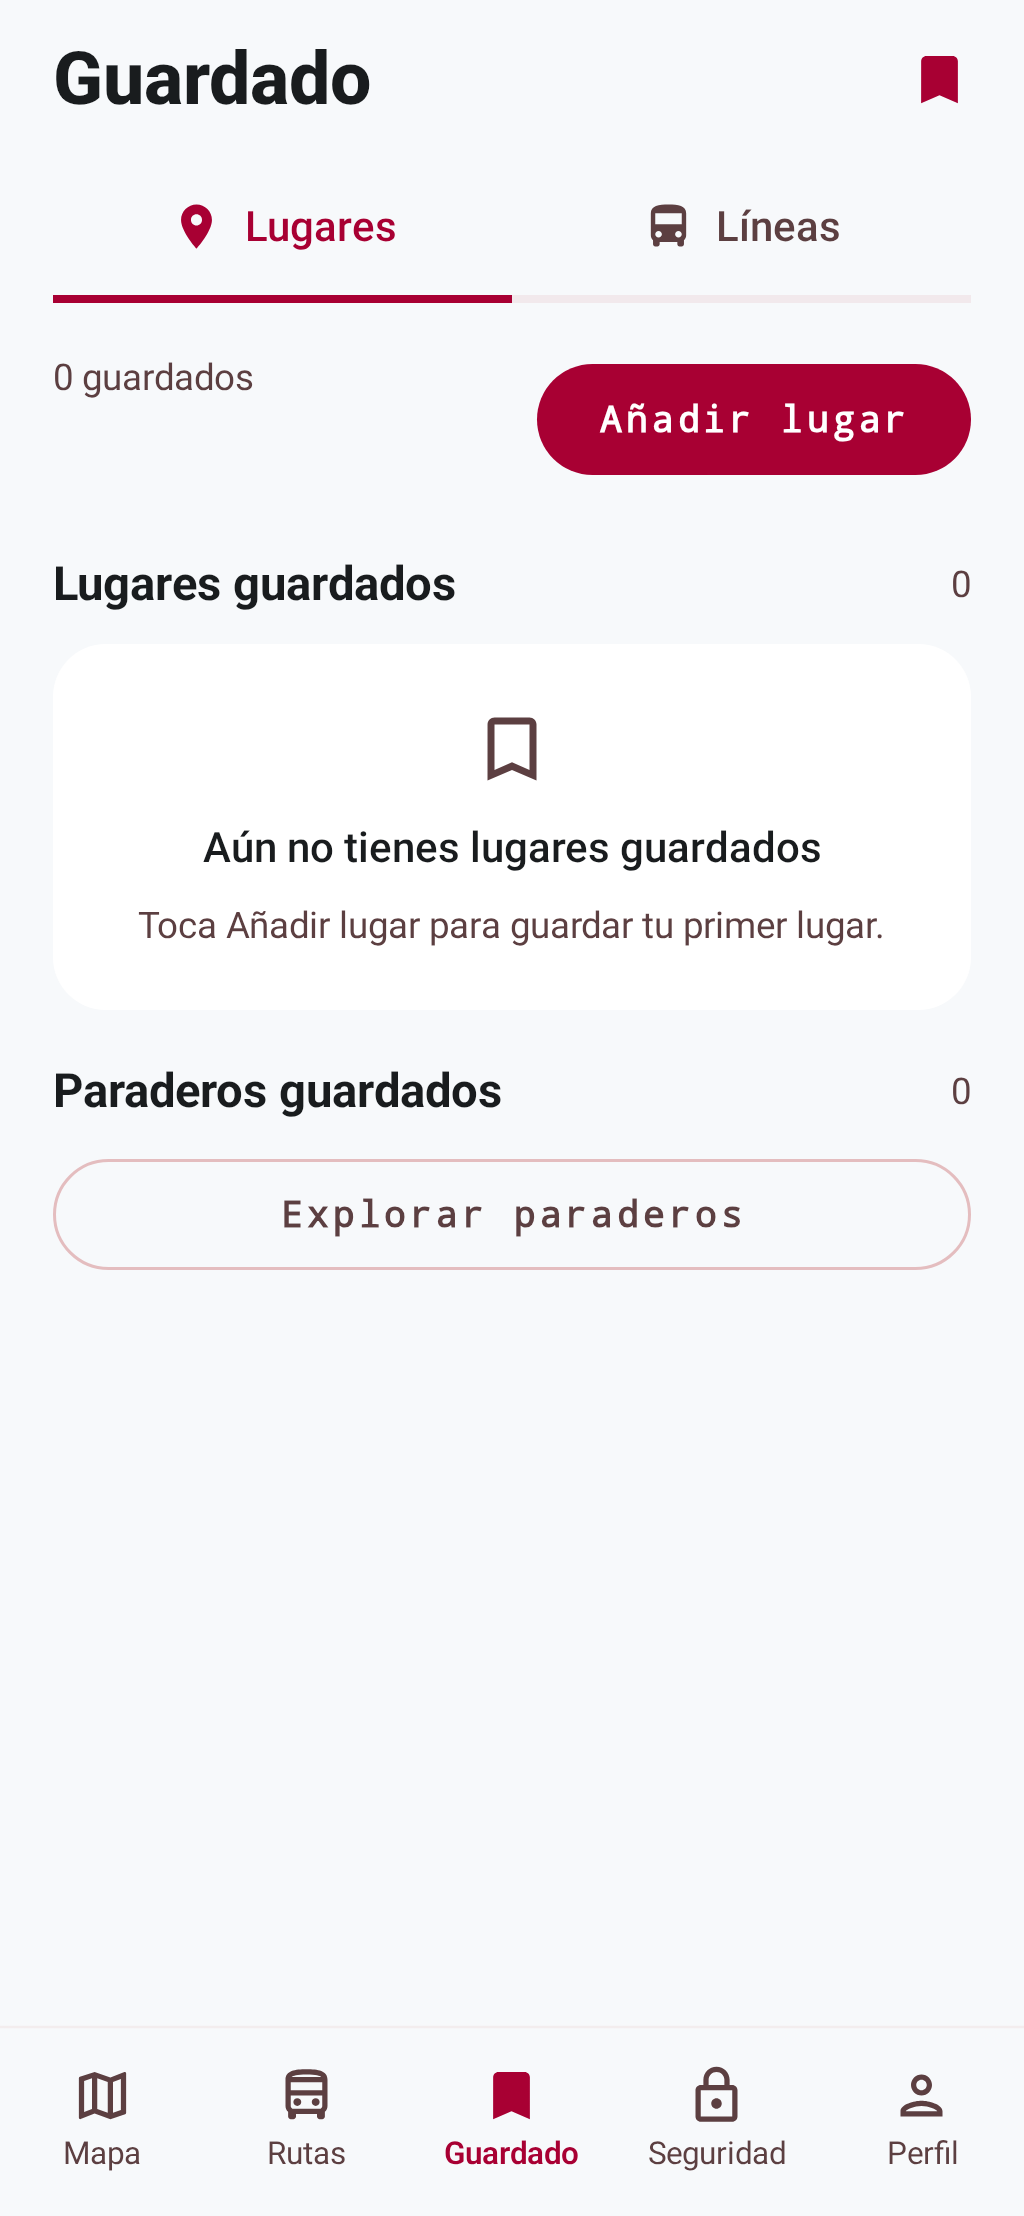 Guardado
Lugares
Líneas
0 guardados
Añadir lugar
Lugares guardados
0
Aún no tienes lugares guardados
Toca Añadir lugar para guardar tu primer lugar.
Paraderos guardados
0
Explorar paraderos
Mapa
Rutas
Guardado
Seguridad
Perfil